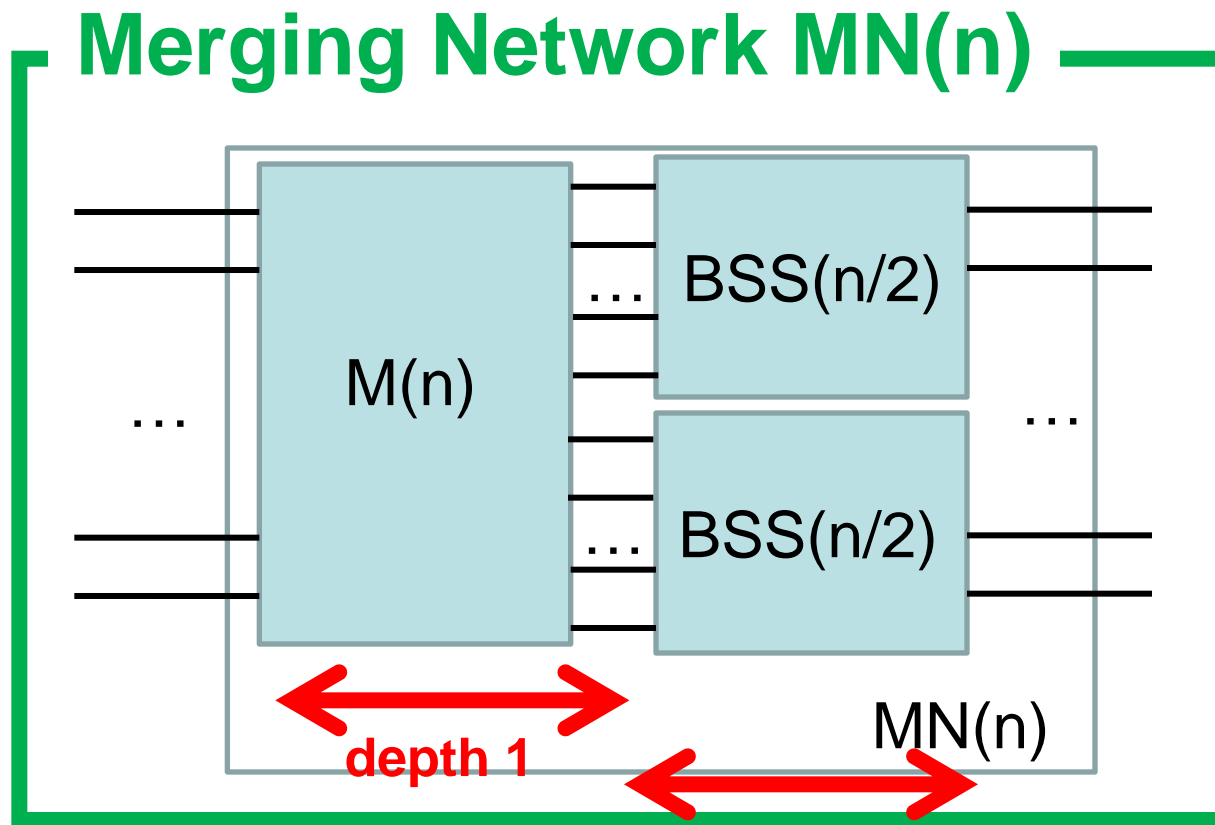 Merging Network MN(n)
…
BSS(n/2)
M(n)
…
…
…
BSS(n/2)
MN(n)
depth 1